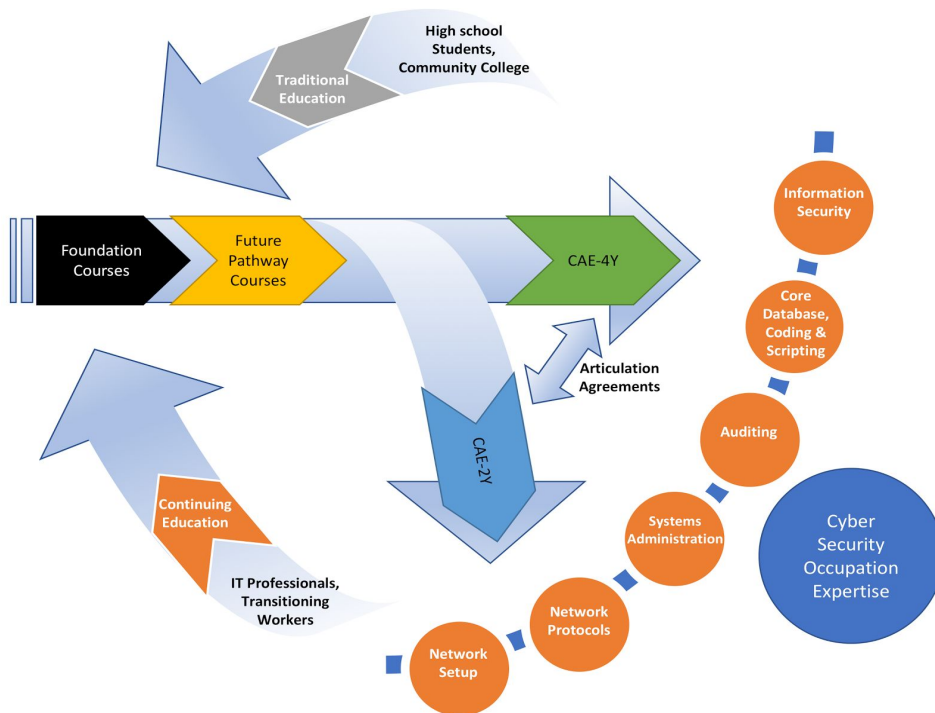 High school
Students,
Community College
Traditional
Education
Foundation
Courses
Future
Pathway
Courses
CAE-4Y
Articulation
Agreements
CAE-2Y
Continuing
Education
IT Professionals,
Transitioning
Workers
Information
Security
Core
Database,
Coding &
Scripting
Auditing
Systems
Administration
Network
Protocols
Network
Setup
Cyber
Security
Occupation
Expertise